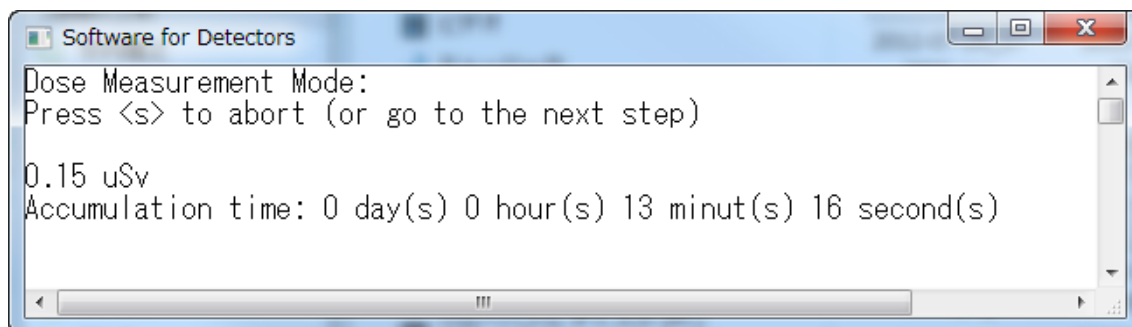 Software for Detectors
Dose Measurement Mode:
Press <s> to abort (or go to the next step)
0.15 uSv
Accumulation time: 0 day(s) 0 hour(s) 13 minut(s) 16 second(s)